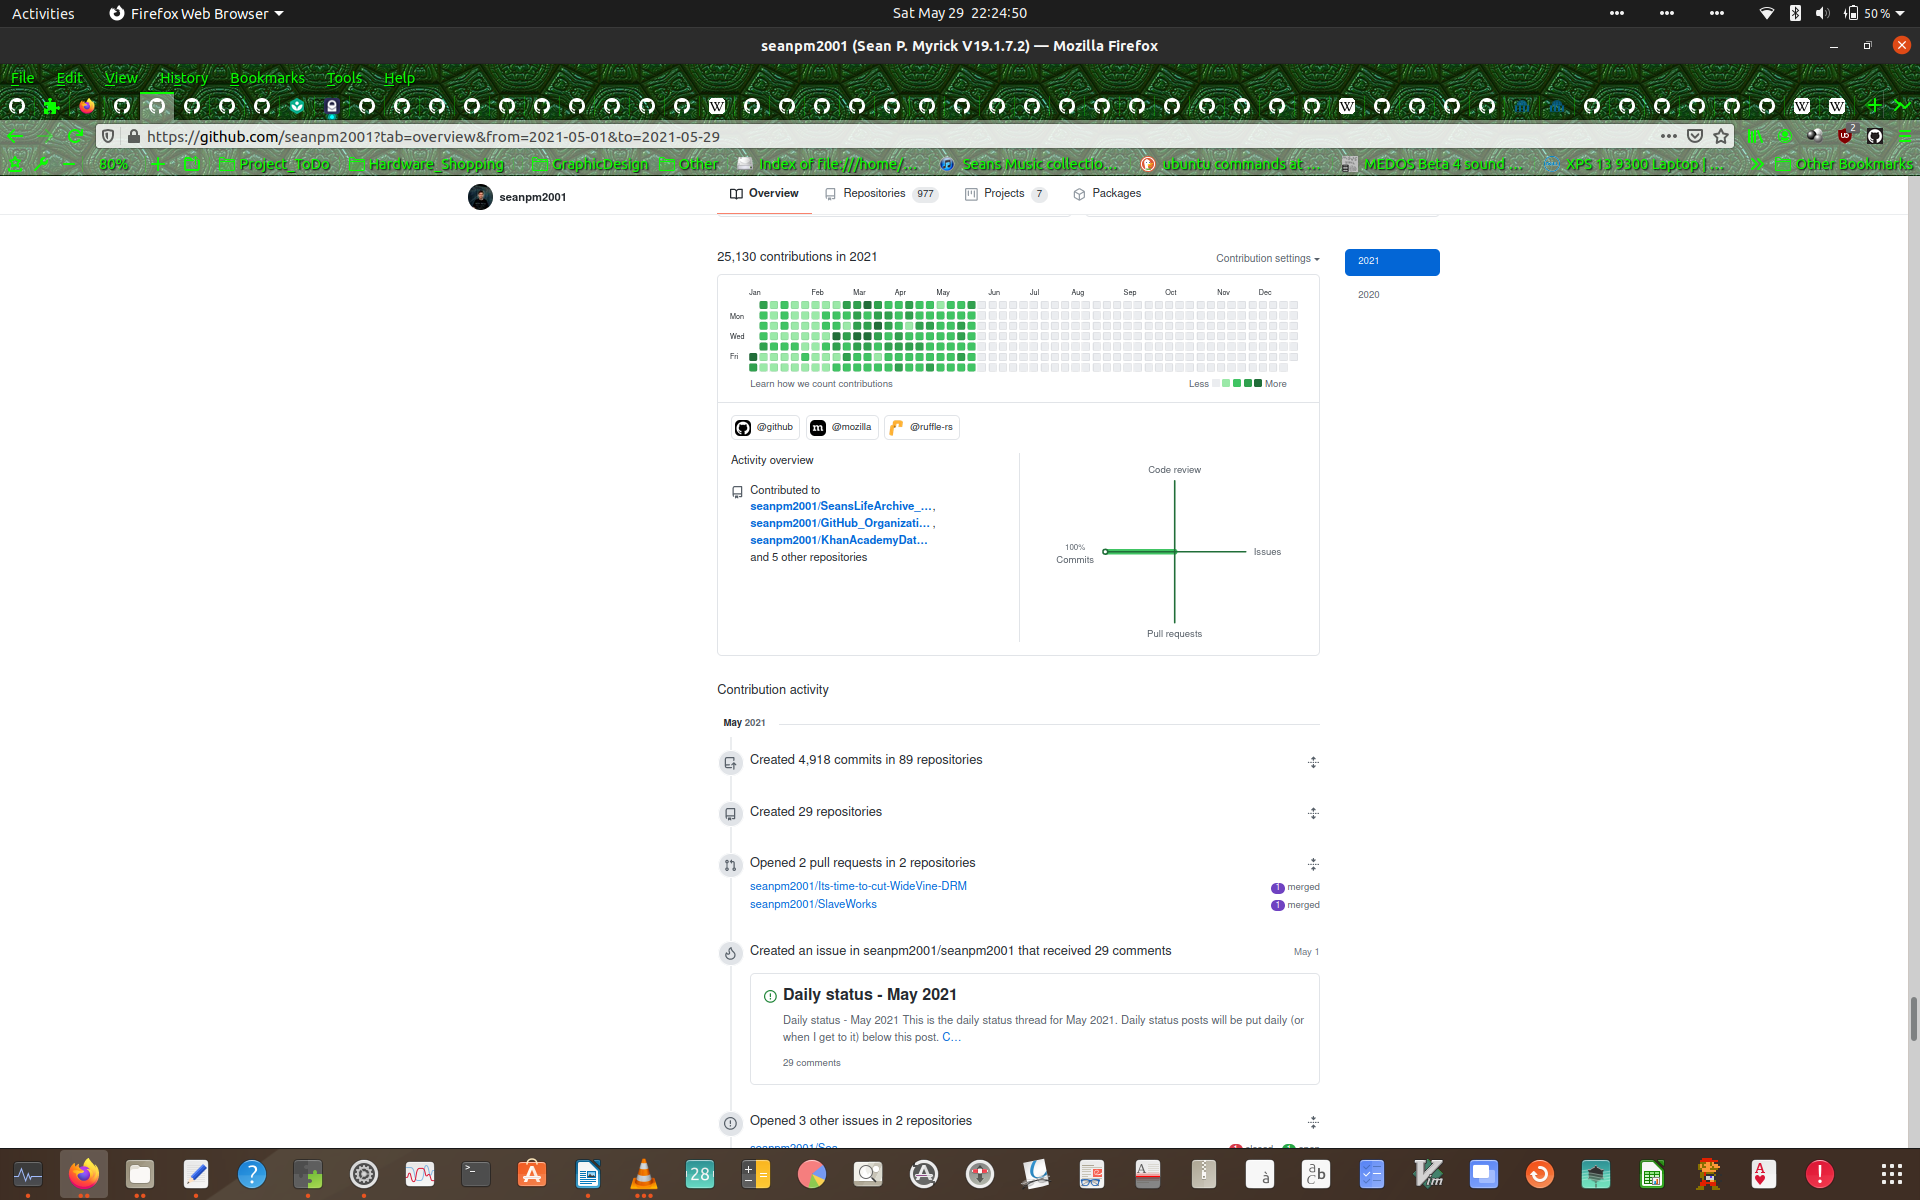 Activities
Firefox Web Browser
Sat May 29 22:24:50
50 %
seanpm2001 (Sean P. Myrick V19.1.7.2) — Mozilla Firefox
File Edit View History Bookmarks Tools Help
https://github.com/seanpm2001?tab=overview&from=2021-05-01&to=2021-05-29
2
80%
Project_ToDo
Hardware_Shopping
GraphicDesign
Other
Index of file:///home/…
Seans Music collectio…
ubuntu commands at …
MEDOS Beta 4 sound …
XPS 13 9300 Laptop | …
Other Bookmarks
seanpm2001
Overview
Repositories 977
Projects 7
Packages
25,130 contributions in 2021
Contribution settings
2021
2020
Jan Feb Mar Apr May Jun Jul Aug Sep Oct Nov Dec
Mon
Wed
Fri
Learn how we count contributions
Less More
@github
@mozilla
@ruffle-rs
Activity overview
Contributed to
seanpm2001/SeansLifeArchive_…,
seanpm2001/GitHub_Organizati… ,
seanpm2001/KhanAcademyDat…
and 5 other repositories
Code review
100%
Commits
Issues
Pull requests
Contribution activity
May 2021
Created 4,918 commits in 89 repositories
Created 29 repositories
Opened 2 pull requests in 2 repositories
seanpm2001/Its-time-to-cut-WideVine-DRM
1 merged
seanpm2001/SlaveWorks
1 merged
Created an issue in seanpm2001/seanpm2001 that received 29 comments
May 1
Daily status - May 2021
Daily status - May 2021 This is the daily status thread for May 2021. Daily status posts will be put daily (or
when I get to it) below this post. C…
29 comments
Opened 3 other issues in 2 repositories
28